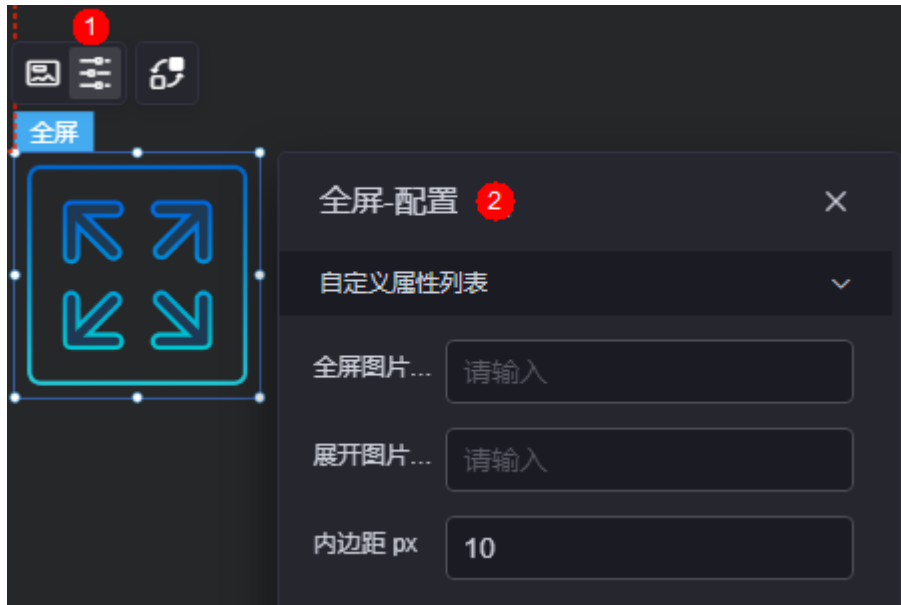 1
全屏
全屏-配置 2
自定义属性列表
全屏图片... 请输入
展开图片... 请输入
内边距 px 10